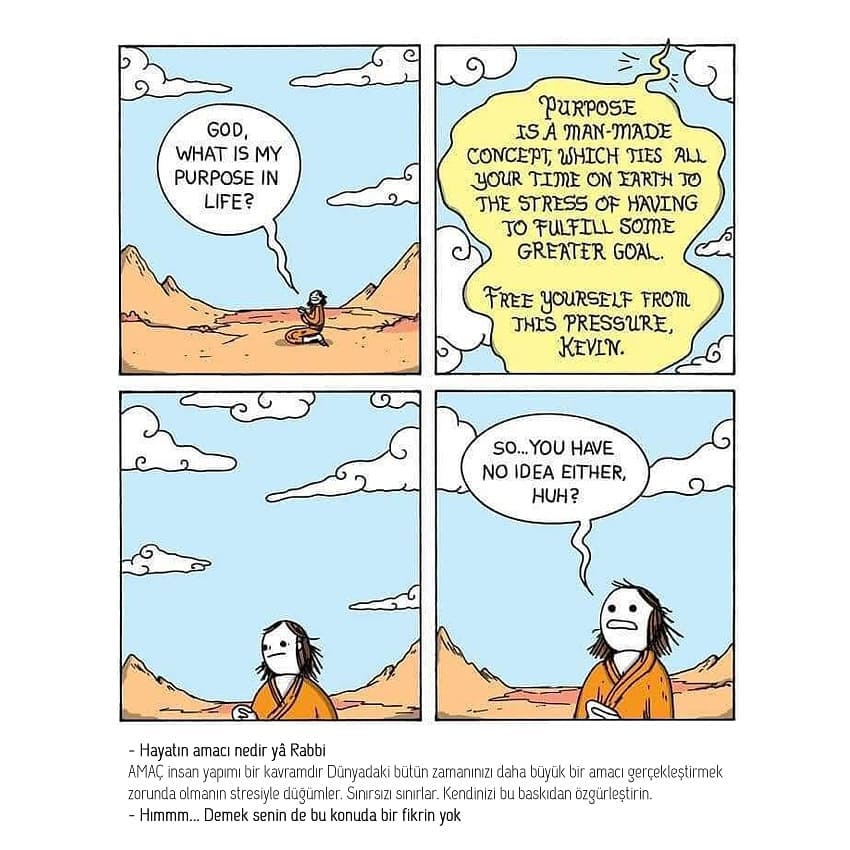 GOD,
WHAT IS MY
PURPOSE IN
LIFE?
PURPOSE
IS A MAN-MADE
CONCEPT, WHICH TIES ALL
YOUR TIME ON EARTH TO
THE STRESS OF HAVING
TO FULFILL SOME
GREATER GOAL.
FREE YOURSELF FROM
THIS PRESSURE,
KEVIN.
SO...YOU HAVE
NO IDEA EITHER,
HUH?
- Hayatın amacı nedir yâ Rabbi
AMAÇ insan yapımı bir kavramdır Dünyadaki bütün zamanınızı daha büyük bir amacı gerçekleştirmek
zorunda olmanın stresiyle düğümler. Sınırsızı sınırlar. Kendinizi bu baskıdan özgürleştirin.
- Hımmm... Demek senin de bu konuda bir fikrin yok